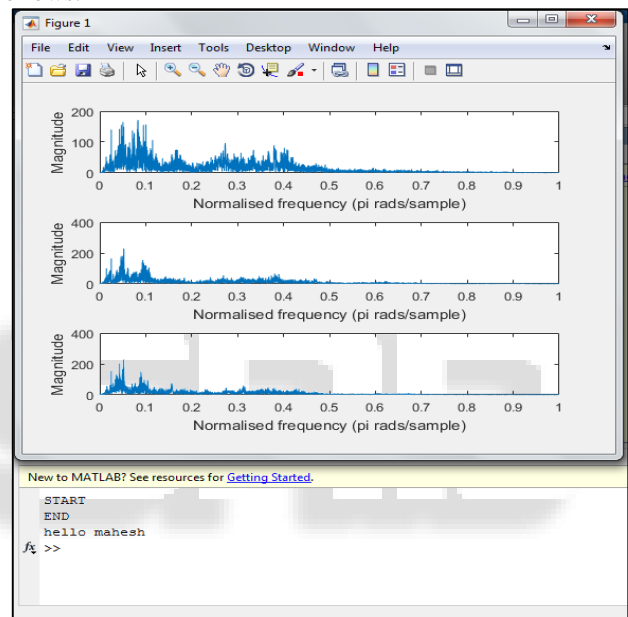 Figure 1
File Edit View Insert Tools Desktop Window Help
200
100
0
Magnitude
0 0.1 0.2 0.3 0.4 0.5 0.6 0.7 0.8 0.9 1
Normalised frequency (pi rads/sample)
400
200
0
Magnitude
0 0.1 0.2 0.3 0.4 0.5 0.6 0.7 0.8 0.9 1
Normalised frequency (pi rads/sample)
400
200
0
Magnitude
0 0.1 0.2 0.3 0.4 0.5 0.6 0.7 0.8 0.9 1
Normalised frequency (pi rads/sample)
New to MATLAB? See resources for Getting Started.
START
END
hello mahesh
fx >>